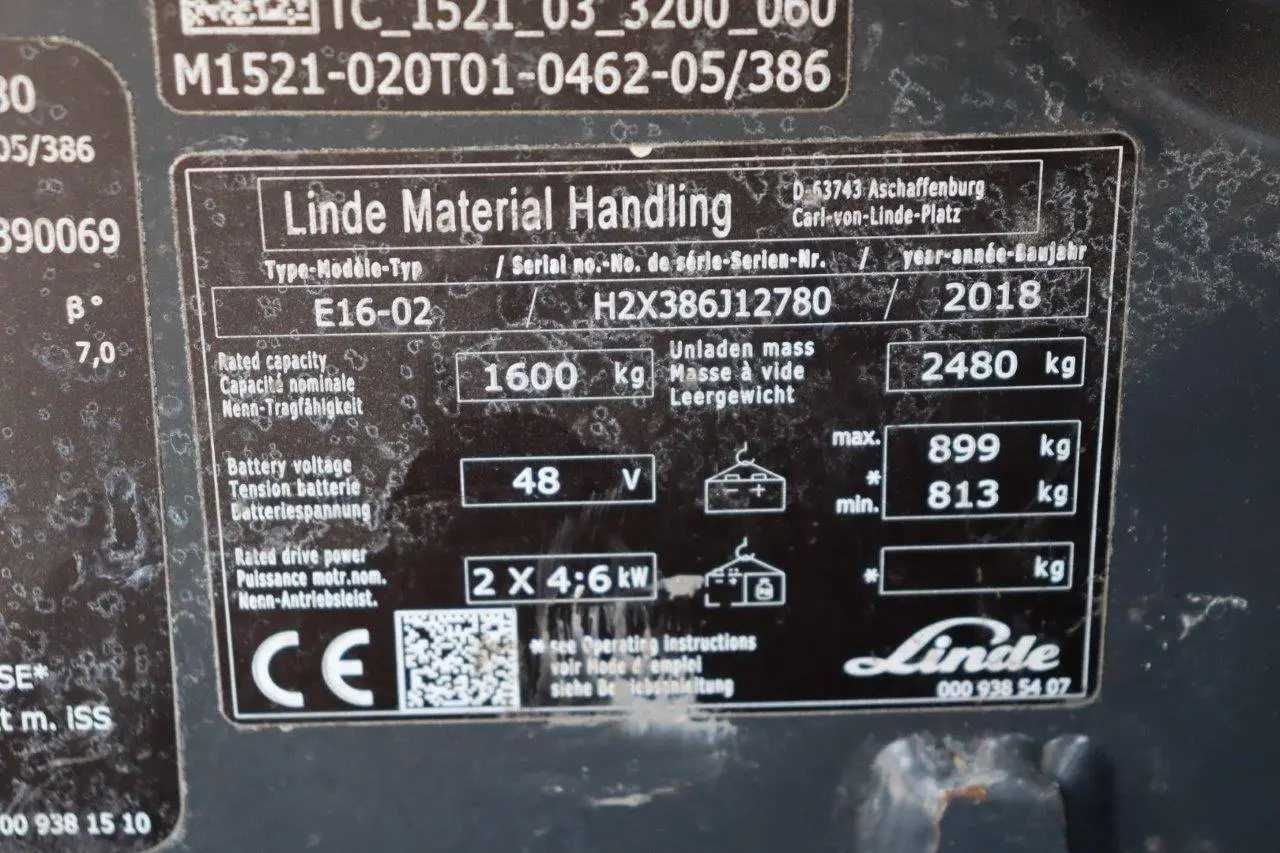 TC_1521_03_3200_060
M1521-020T01-0462-05/386
80
05/386
890069
β°
7,0
SE*
t m. ISS
00 938 15 10
Linde Material Handling
D-63743 Aschaffenburg
Carl-von-Linde-Platz
Type-Modèle-Typ / Serial no.-No. de série-Serien-Nr. / year-année-Baujahr
E16-02 / H2X386J12780 / 2018
Rated capacity
Capacité nominale
Nenn-Tragfähigkeit
1600 kg
Unladen mass
Masse à vide
Leergewicht
2480 kg
Battery voltage
Tension batterie
Batteriespannung
48 V
- +
max.
*
min.
899 kg
813 kg
Rated drive power
Puissance motr.nom.
Nenn-Antriebsleist.
2 X 4;6 kW
* kg
CE
* see Operating instructions
voir Mode d'emploi
siehe Betriebsanleitung
Linde
000 938 54 07